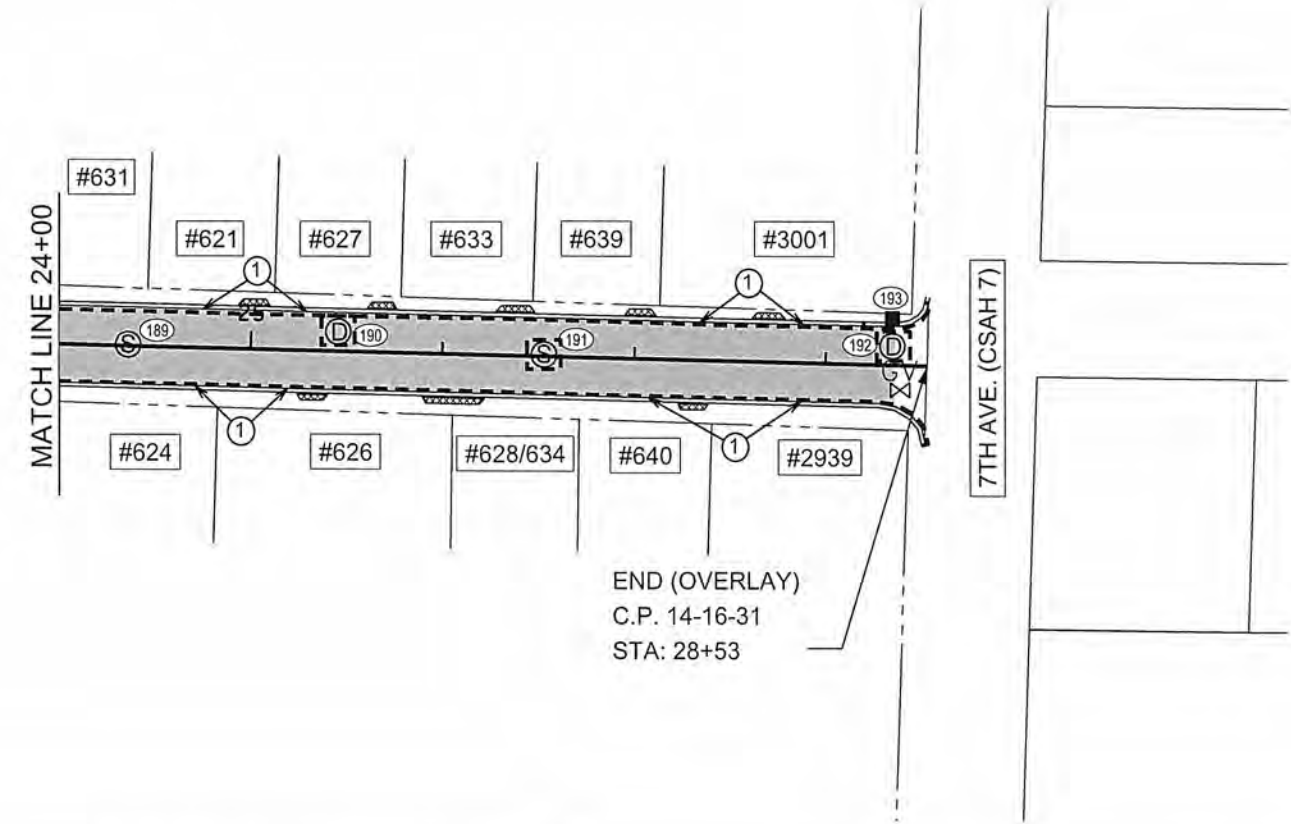 #631
MATCH LINE 24+00
#621
#627
#633
#639
#3001
1
1
193
25
S
189
D
190
S
191
192
D
G V
7TH AVE. (CSAH 7)
1
1
#624
#626
#628/634
#640
#2939
END (OVERLAY)
C.P. 14-16-31
STA: 28+53